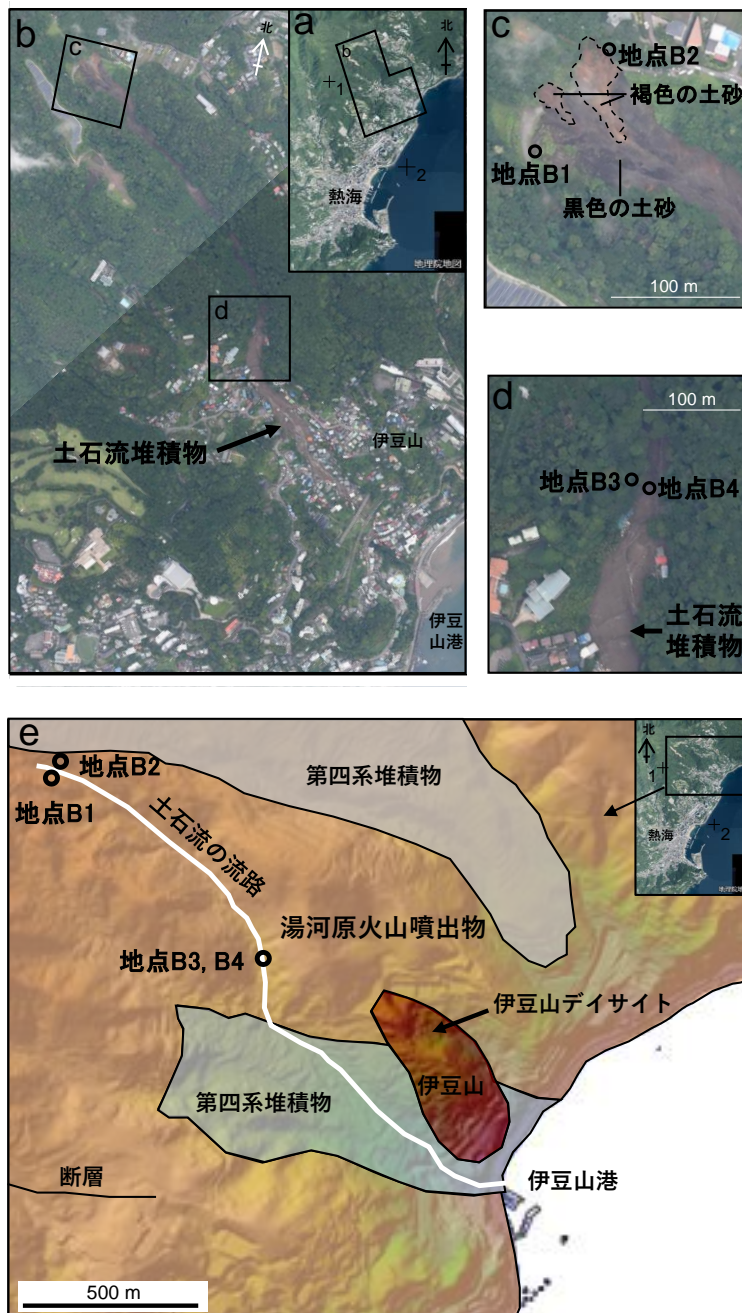 b
c
北
a
b
北
1
2
熱海
地理院地図
d
土石流堆積物
伊豆山
伊豆
山港
c
地点B2
褐色の土砂
地点B1
黒色の土砂
100 m
d
100 m
地点B3
地点B4
土石流
堆積物
e
地点B2
地点B1
第四系堆積物
北
1
2
熱海
土石流の流路
湯河原火山噴出物
地点B3, B4
伊豆山デイサイト
伊豆山
第四系堆積物
断層
伊豆山港
500 m